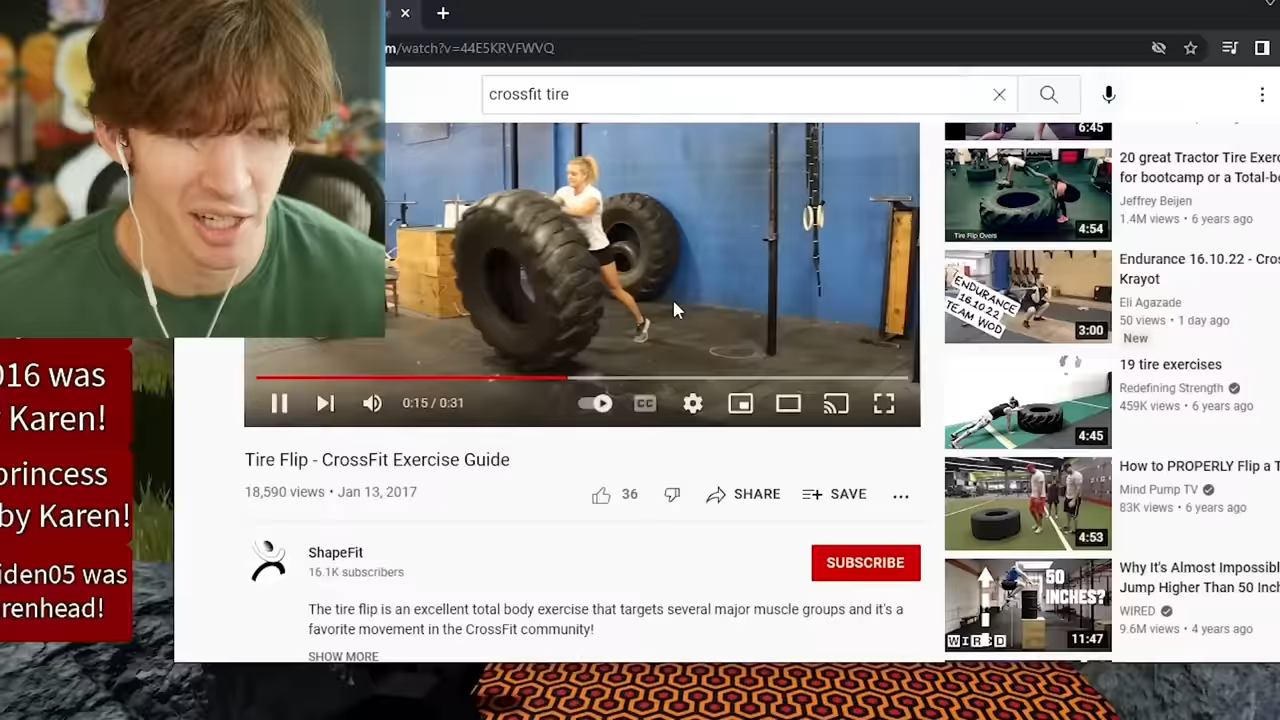 m/watch?v=44E5KRVFWVQ
crossfit tire
6:45
20 great Tractor Tire Exerc
for bootcamp or a Total-b
Jeffrey Beijen
1.4M views • 6 years ago
Tire Flip Overs
4:54
Endurance 16.10.22 - Cros
Krayot
Eli Agazade
50 views • 1 day ago
New
ENDURANCE
16.10.22
TEAM WOD
3:00
19 tire exercises
Redefining Strength
459K views • 6 years ago
4:45
How to PROPERLY Flip a T
Mind Pump TV
83K views • 6 years ago
4:53
Why It's Almost Impossibl
Jump Higher Than 50 Inch
WIRED
9.6M views • 4 years ago
50
INCHES?
WIRED
11:47
0:15 / 0:31
CC
Tire Flip - CrossFit Exercise Guide
18,590 views • Jan 13, 2017
36
SHARE
SAVE
ShapeFit
16.1K subscribers
SUBSCRIBE
The tire flip is an excellent total body exercise that targets several major muscle groups and it's a
favorite movement in the CrossFit community!
SHOW MORE
016 was
Karen!
princess
by Karen!
iden05 was
renhead!